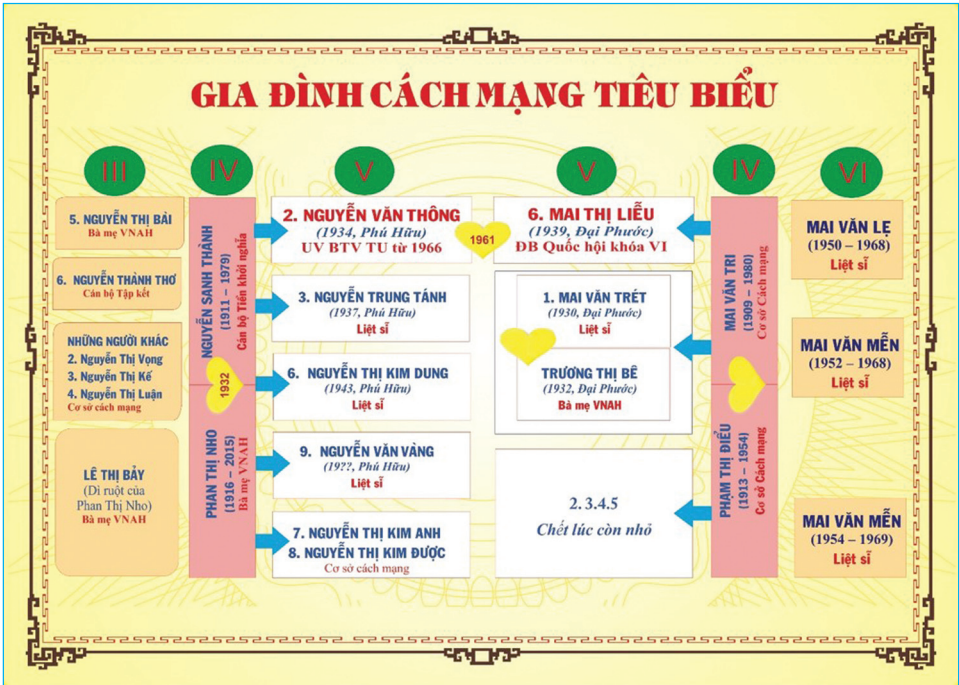 GIA ĐÌNH CÁCH MẠNG TIÊU BIỂU
III
IV
V
V
IV
VI
5. NGUYỄN THỊ BẢI
Bà mẹ VNAH
6. NGUYỄN THÀNH THƠ
Cán bộ Tập kết
NHỮNG NGƯỜI KHÁC
2. Nguyễn Thị Vọng
3. Nguyễn Thị Kế
4. Nguyễn Thị Luận
Cơ sở cách mạng
LÊ THỊ BẢY
(Dì ruột của
Phan Thị Nho)
Bà mẹ VNAH
NGUYỄN SANH THÀNH
(1911 – 1979)
Cán bộ Tiền khởi nghĩa
1932
PHAN THỊ NHO
(1916 – 2015)
Bà mẹ VNAH
2. NGUYỄN VĂN THÔNG
(1934, Phú Hữu)
UV BTV TU từ 1966
3. NGUYỄN TRUNG TÁNH
(1937, Phú Hữu)
Liệt sĩ
6. NGUYỄN THỊ KIM DUNG
(1943, Phú Hữu)
Liệt sĩ
9. NGUYỄN VĂN VÀNG
(19??, Phú Hữu)
Liệt sĩ
7. NGUYỄN THỊ KIM ANH
8. NGUYỄN THỊ KIM ĐƯỢC
Cơ sở cách mạng
1961
6. MAI THỊ LIỄU
(1939, Đại Phước)
ĐB Quốc hội khóa VI
1. MAI VĂN TRÉT
(1930, Đại Phước)
Liệt sĩ
TRƯƠNG THỊ BÊ
(1932, Đại Phước)
Bà mẹ VNAH
2.3.4.5
Chết lúc còn nhỏ
MAI VĂN TRI
(1909 – 1980)
Cơ sở Cách mạng
PHẠM THỊ ĐIỂU
(1913 – 1954)
Cơ sở Cách mạng
MAI VĂN LẸ
(1950 – 1968)
Liệt sĩ
MAI VĂN MẾN
(1952 – 1968)
Liệt sĩ
MAI VĂN MẾN
(1954 – 1969)
Liệt sĩ